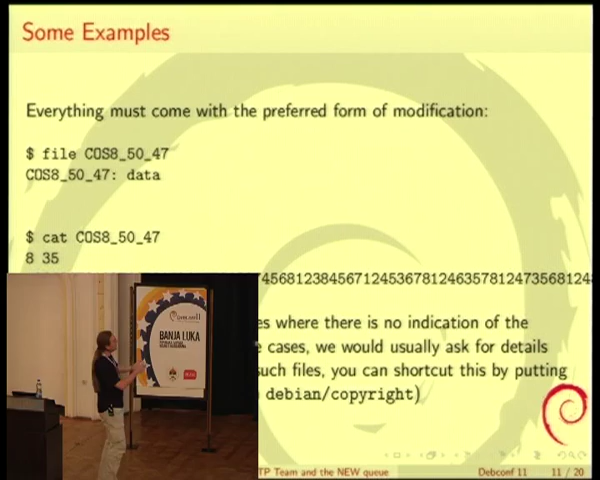 Some Examples
Everything must come with the preferred form of modification:
$ file COS8_50_47
COS8_50_47: data
$ cat COS8_50_47
8 35
4568123845671245367812463578124735681248
es where there is no indication of the
e cases, we would usually ask for details
such files, you can shortcut this by putting
debian/copyright)
BANJA LUKA
TP Team and the NEW queue
Debconf 11
11 / 20